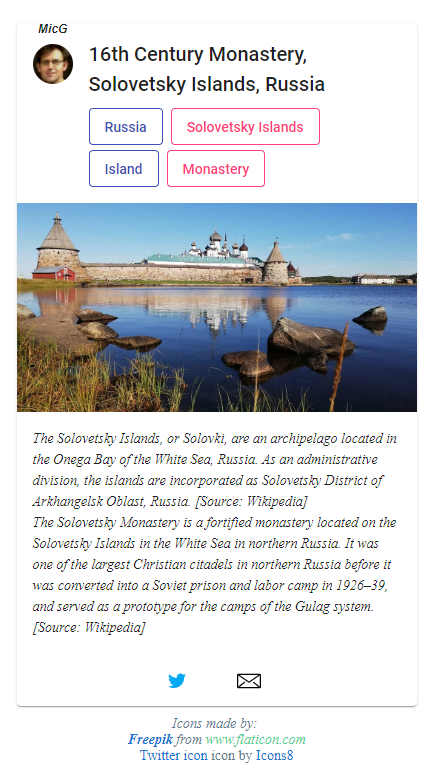 MicG
16th Century Monastery,
Solovetsky Islands, Russia
Russia
Solovetsky Islands
Island
Monastery
The Solovetsky Islands, or Solovki, are an archipelago located in
the Onega Bay of the White Sea, Russia. As an administrative
division, the islands are incorporated as Solovetsky District of
Arkhangelsk Oblast, Russia. [Source: Wikipedia]
The Solovetsky Monastery is a fortified monastery located on the
Solovetsky Islands in the White Sea in northern Russia. It was
one of the largest Christian citadels in northern Russia before it
was converted into a Soviet prison and labor camp in 1926–39,
and served as a prototype for the camps of the Gulag system.
[Source: Wikipedia]
Icons made by:
Freepik from www.flaticon.com
Twitter icon icon by Icons8